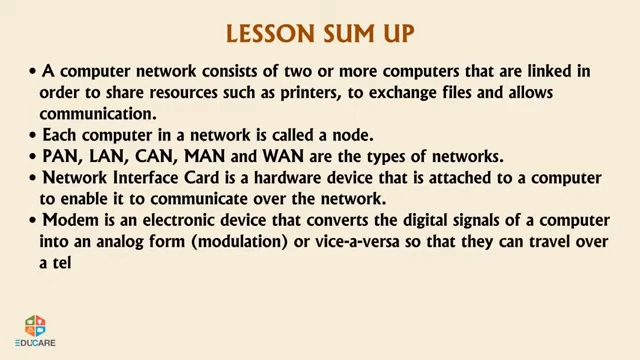 LESSON SUM UP
• A computer network consists of two or more computers that are linked in
order to share resources such as printers, to exchange files and allows
communication.
• Each computer in a network is called a node.
• PAN, LAN, CAN, MAN and WAN are the types of networks.
• Network Interface Card is a hardware device that is attached to a computer
to enable it to communicate over the network.
• Modem is an electronic device that converts the digital signals of a computer
into an analog form (modulation) or vice-a-versa so that they can travel over
a tel
EDUCARE